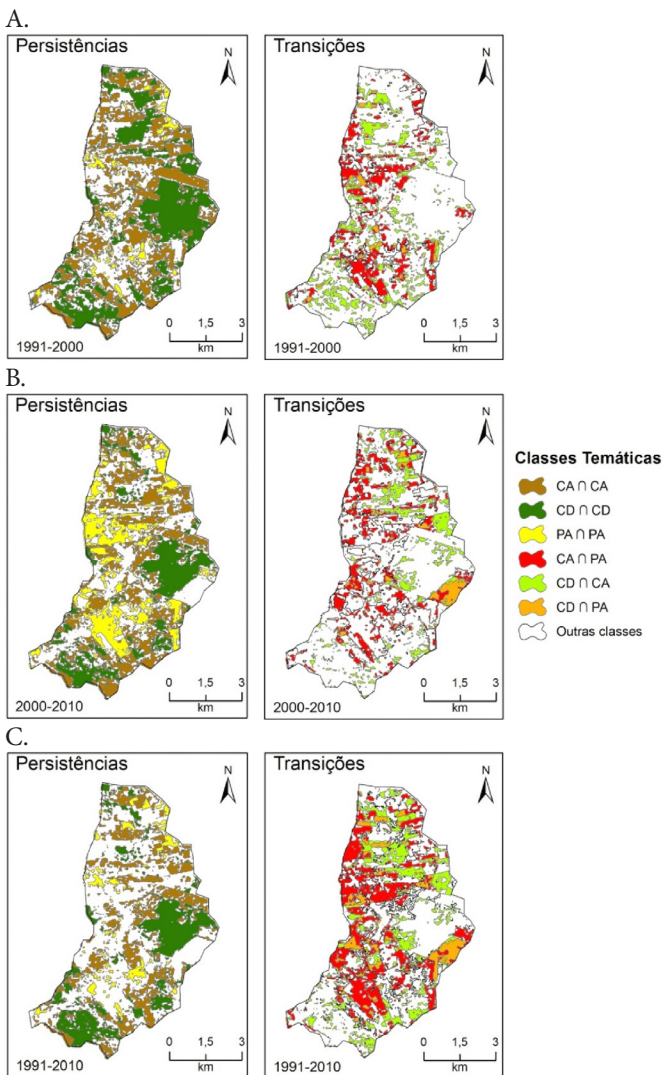 A.
Persistências
N
0 1,5 3
km
1991-2000
Transições
N
0 1,5 3
km
1991-2000
B.
Persistências
N
0 1,5 3
km
2000-2010
Transições
N
0 1,5 3
km
2000-2010
Classes Temáticas
CA ∩ CA
CD ∩ CD
PA ∩ PA
CA ∩ PA
CD ∩ CA
CD ∩ PA
Outras classes
C.
Persistências
N
0 1,5 3
km
1991-2010
Transições
N
0 1,5 3
km
1991-2010